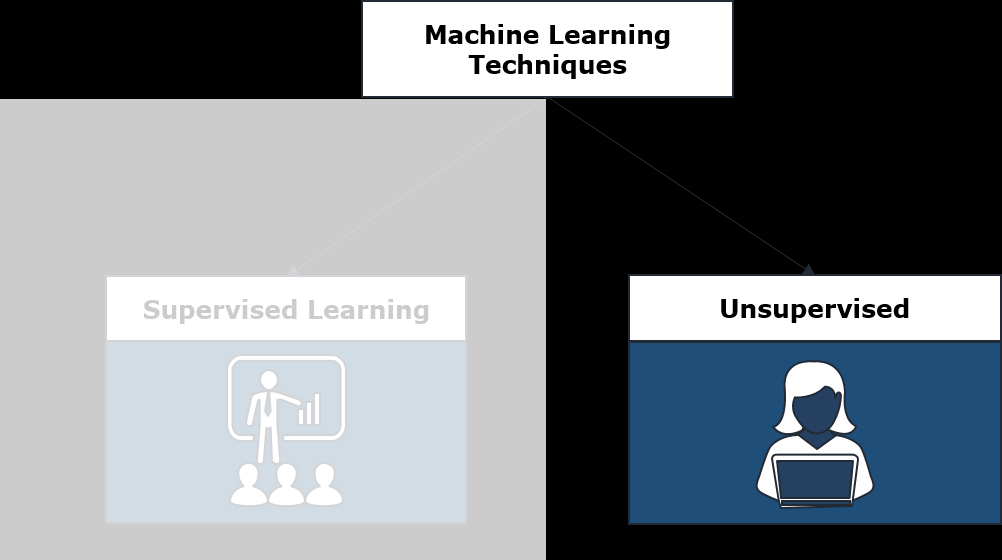 Machine Learning
Techniques
Supervised Learning
Unsupervised